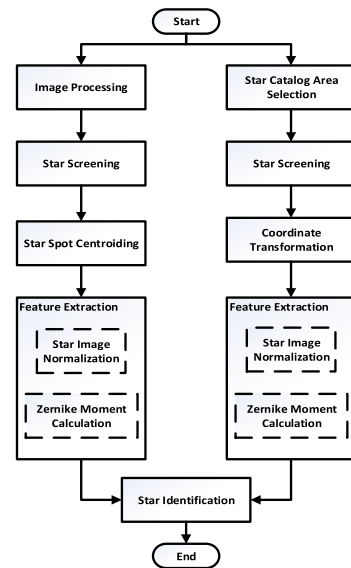 Start
Image Processing
Star Screening
Star Spot Centroiding
Feature Extraction
Star Image
Normalization
Zernike Moment
Calculation
Star Catalog Area
Selection
Star Screening
Coordinate
Transformation
Feature Extraction
Star Image
Normalization
Zernike Moment
Calculation
Star Identification
End